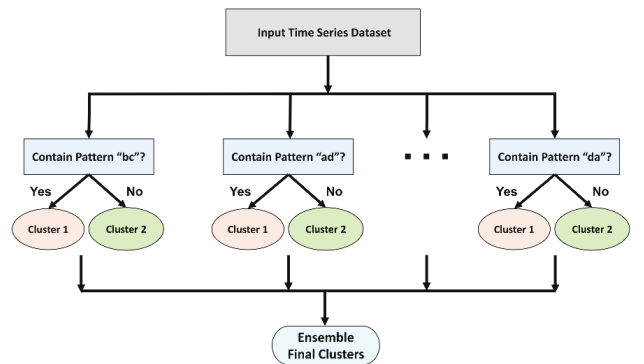 Input Time Series Dataset
Contain Pattern “bc”?
Contain Pattern “ad”?
Contain Pattern “da”?
Yes
No
Yes
No
Yes
No
Cluster 1
Cluster 2
Cluster 1
Cluster 2
Cluster 1
Cluster 2
Ensemble
Final Clusters